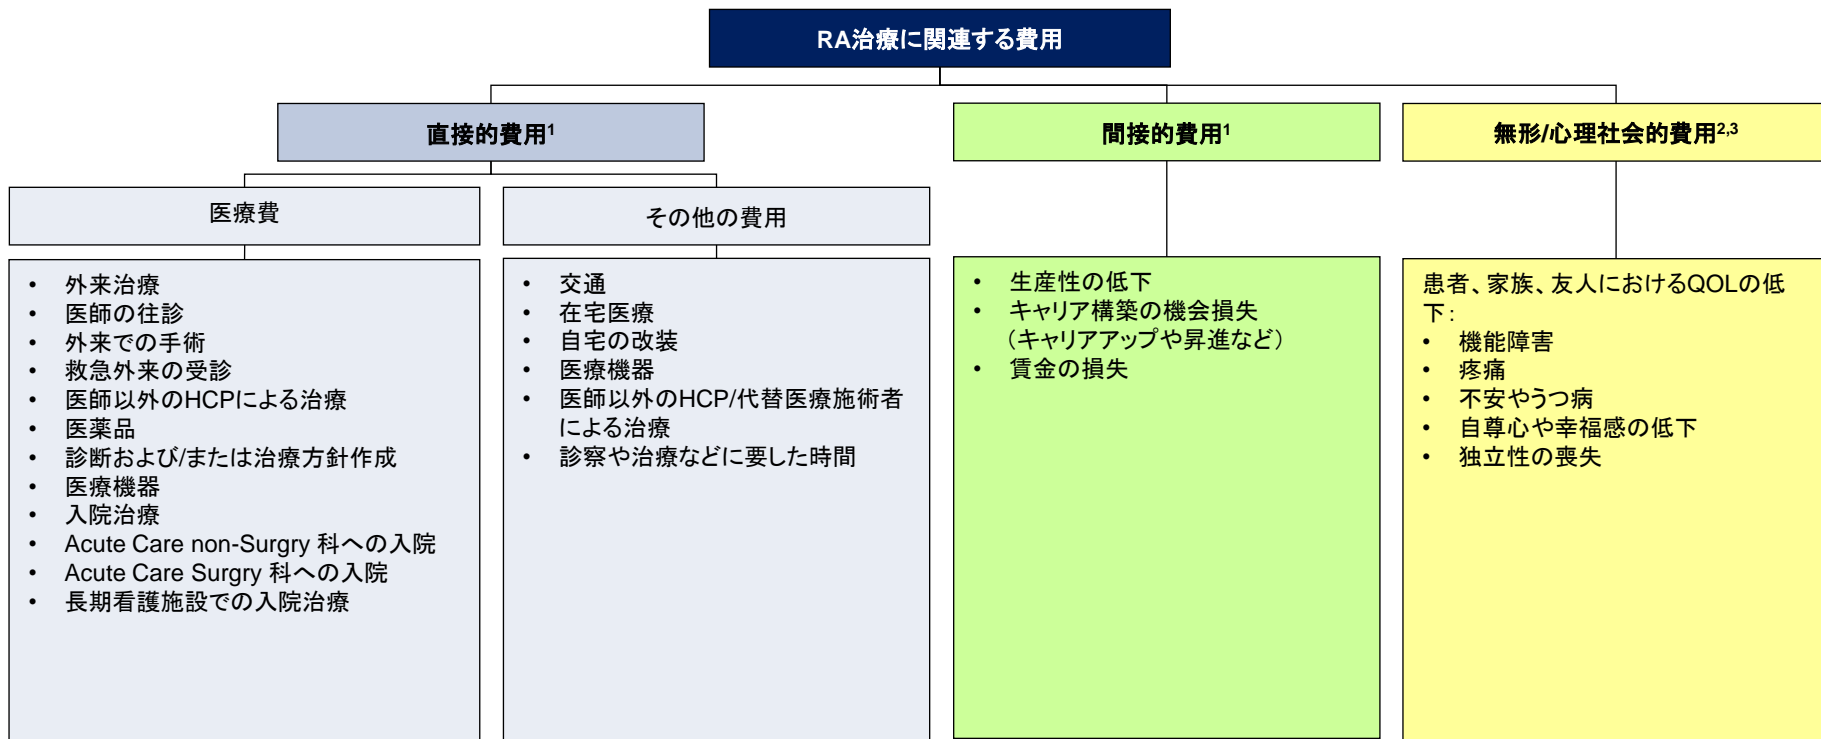 RA治療に関連する費用
直接的費用1
間接的費用1
無形/心理社会的費用2,3
医療費
その他の費用
• 外来治療
• 医師の往診
• 外来での手術
• 救急外来の受診
• 医師以外のHCPによる治療
• 医薬品
• 診断および/または治療方針作成
• 医療機器
• 入院治療
• Acute Care non-Surgry 科への入院
• Acute Care Surgry 科への入院
• 長期看護施設での入院治療
• 交通
• 在宅医療
• 自宅の改装
• 医療機器
• 医師以外のHCP/代替医療施術者
による治療
• 診察や治療などに要した時間
• 生産性の低下
• キャリア構築の機会損失
（キャリアアップや昇進など）
• 賃金の損失
患者、家族、友人におけるQOLの低
下：
• 機能障害
• 疼痛
• 不安やうつ病
• 自尊心や幸福感の低下
• 独立性の喪失